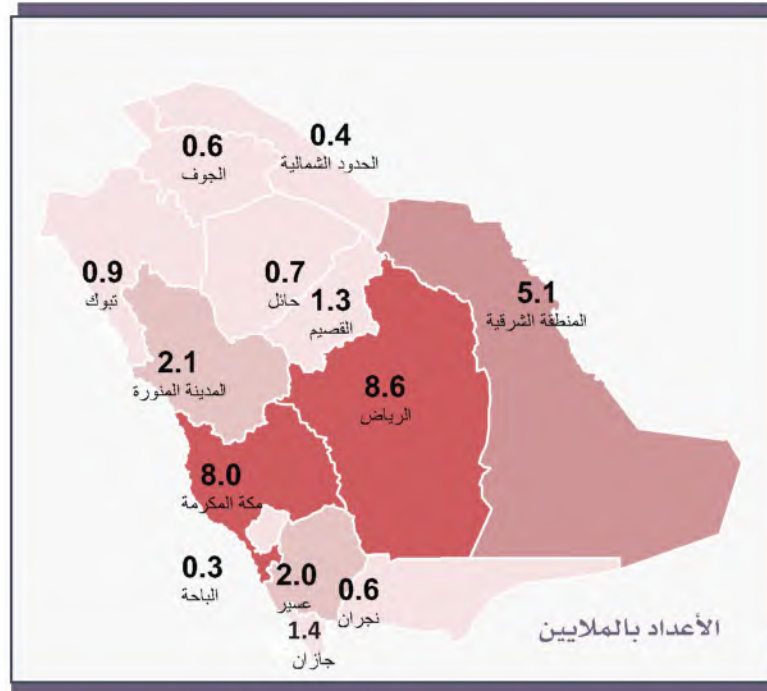 0.4
الحدود الشمالية
0.6
الجوف
0.7
حائل
0.9
تبوك
1.3
القصيم
5.1
المنطقة الشرقية
2.1
المدينة المنورة
8.6
الرياض
8.0
مكة المكرمة
0.3
الباحة
2.0
عسير
0.6
نجران
1.4
جازان
الأعداد بالملايين